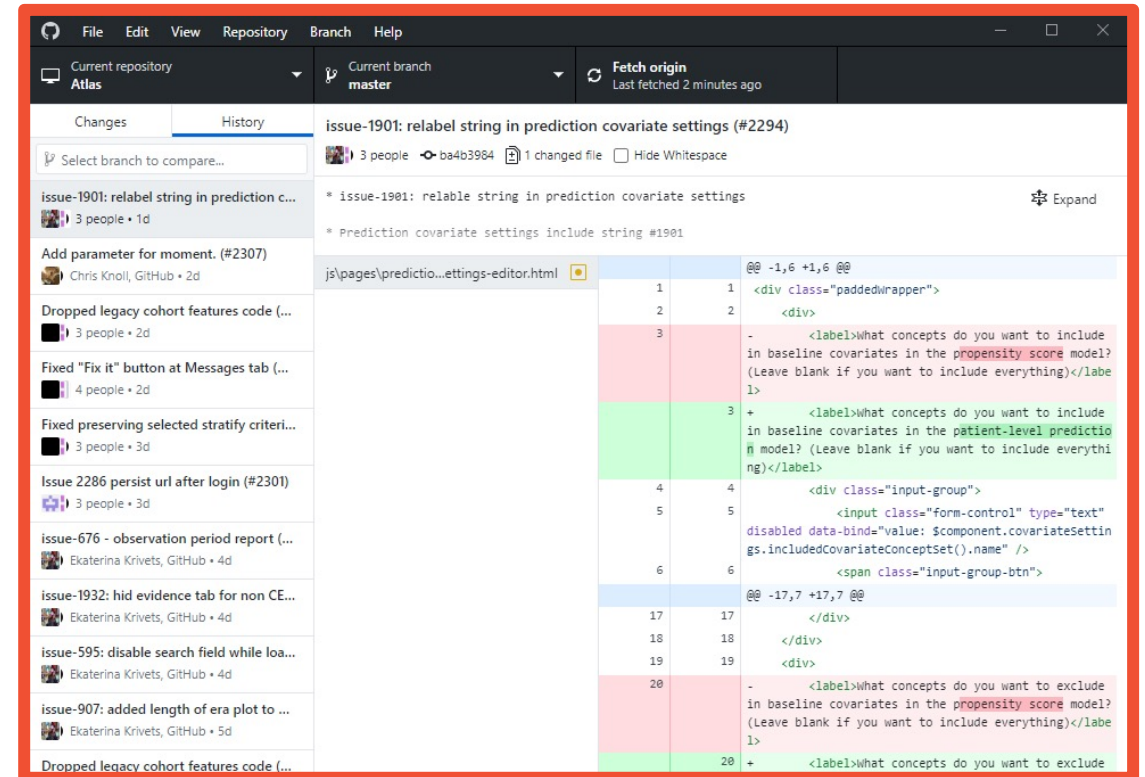 File Edit View Repository Branch Help
Current repository
Atlas
Current branch
master
Fetch origin
Last fetched 2 minutes ago
Changes History
Select branch to compare...
issue-1901: relabel string in prediction c...
3 people • 1d
Add parameter for moment. (#2307)
Chris Knoll, GitHub • 2d
Dropped legacy cohort features code (...
3 people • 2d
Fixed "Fix it" button at Messages tab (...
4 people • 2d
Fixed preserving selected stratify criteri...
3 people • 3d
Issue 2286 persist url after login (#2301)
3 people • 3d
issue-676 - observation period report (...
Ekaterina Krivets, GitHub • 4d
issue-1932: hid evidence tab for non CE...
Ekaterina Krivets, GitHub • 4d
issue-595: disable search field while loa...
Ekaterina Krivets, GitHub • 4d
issue-907: added length of era plot to ...
Ekaterina Krivets, GitHub • 5d
Dropped legacy cohort features code (...
issue-1901: relabel string in prediction covariate settings (#2294)
3 people ba4b3984 1 changed file Hide Whitespace
* issue-1901: relable string in prediction covariate settings
Expand
* Prediction covariate settings include string #1901
js\pages\predictio...ettings-editor.html
@@ -1,6 +1,6 @@
1 1 <div class="paddedWrapper">
2 2 <div>
3 - <label>What concepts do you want to include
in baseline covariates in the propensity score model?
(Leave blank if you want to include everything)</labe
l>
3 + <label>What concepts do you want to include
in baseline covariates in the patient-level predictio
n model? (Leave blank if you want to include everythi
ng)</label>
4 4 <div class="input-group">
5 5 <input class="form-control" type="text"
disabled data-bind="value: $component.covariateSettin
gs.includedCovariateConceptSet().name" />
6 6 <span class="input-group-btn">
@@ -17,7 +17,7 @@
17 17 </div>
18 18 </div>
19 19 <div>
20 - <label>What concepts do you want to exclude
in baseline covariates in the propensity score model?
(Leave blank if you want to include everything)</labe
l>
20 + <label>What concepts do you want to exclude